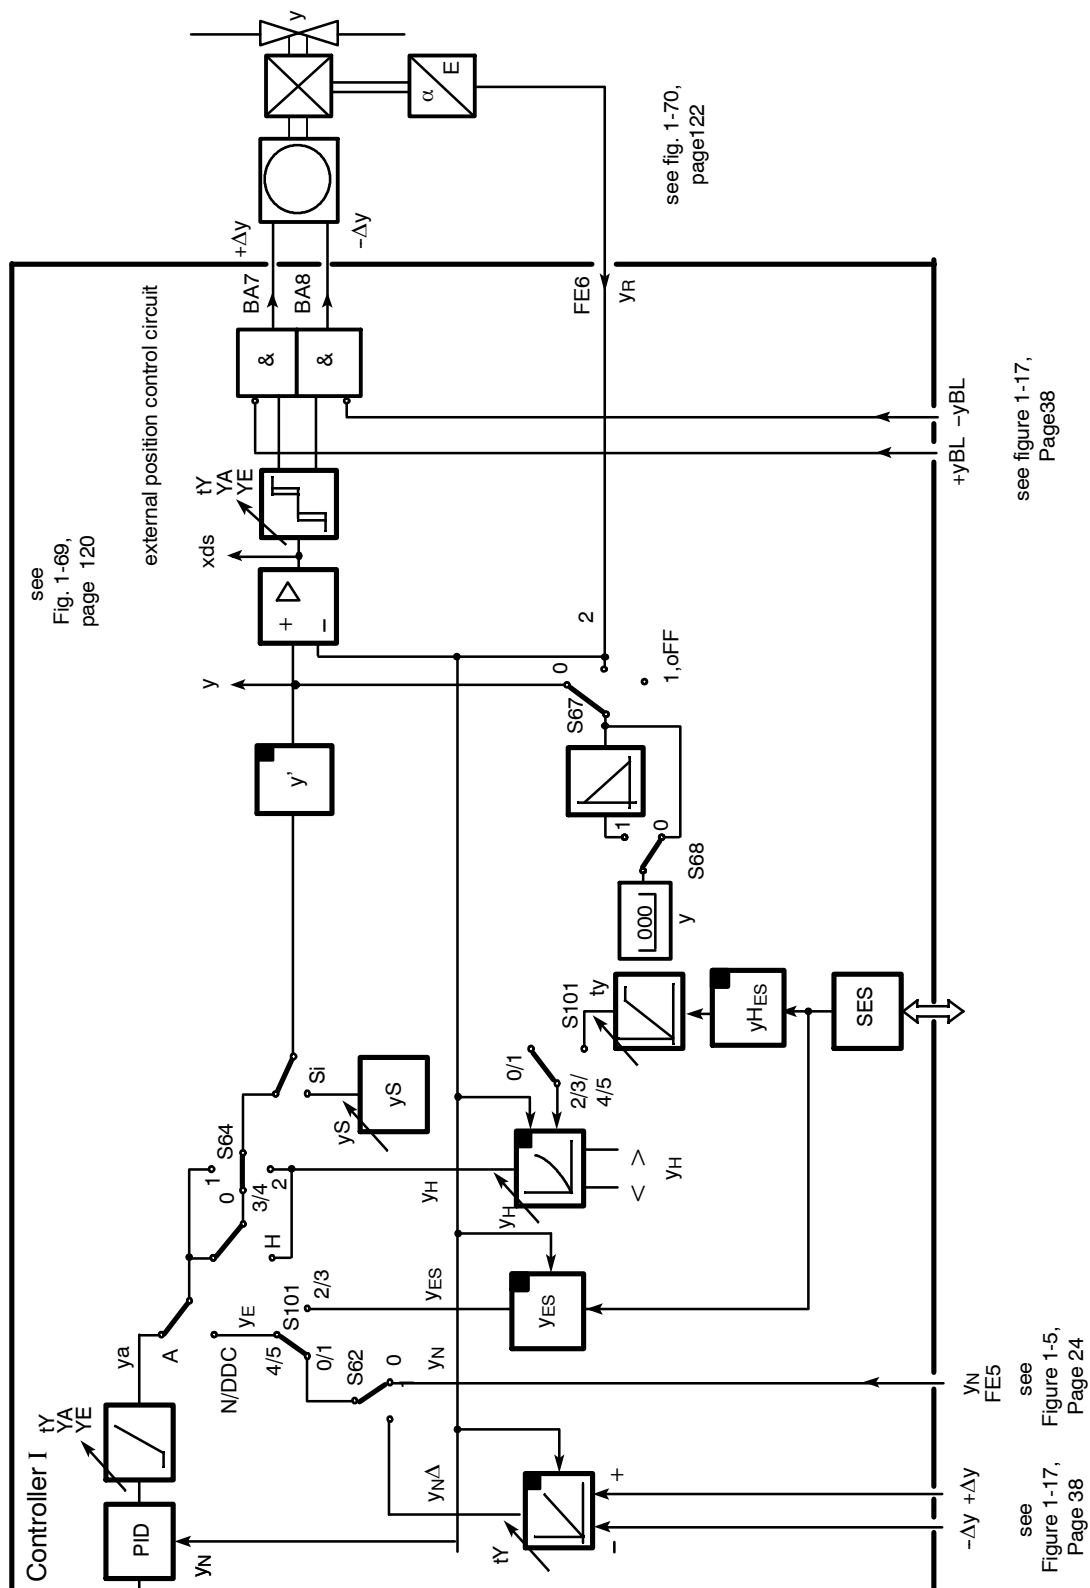 Controller I
PID
yN
tY
YA
YE
ya
A
N/DDC
yE
4/5
S101
2/3
0/1
S62
0
1
yN
yN∆
tY
+
−
−∆y +∆y
see
Figure 1-17,
Page 38
yN
FE5
see
Figure 1-5,
Page 24
yES
yES
H
1
0
S64
3/4
2
yH
yH
< >
yH
Si
yS
yS
0/1
2/3/
4/5
S101
ty
yHES
SES
000
y
S68
1
0
S67
0
2
1,oFF
y'
y
+
−
xds
tY
YA
YE
see
Fig. 1-69,
page 120
external position control circuit
&
&
BA7
BA8
+∆y
−∆y
y
α
E
FE6
yR
see fig. 1-70,
page122
+yBL −yBL
see figure 1-17,
Page38